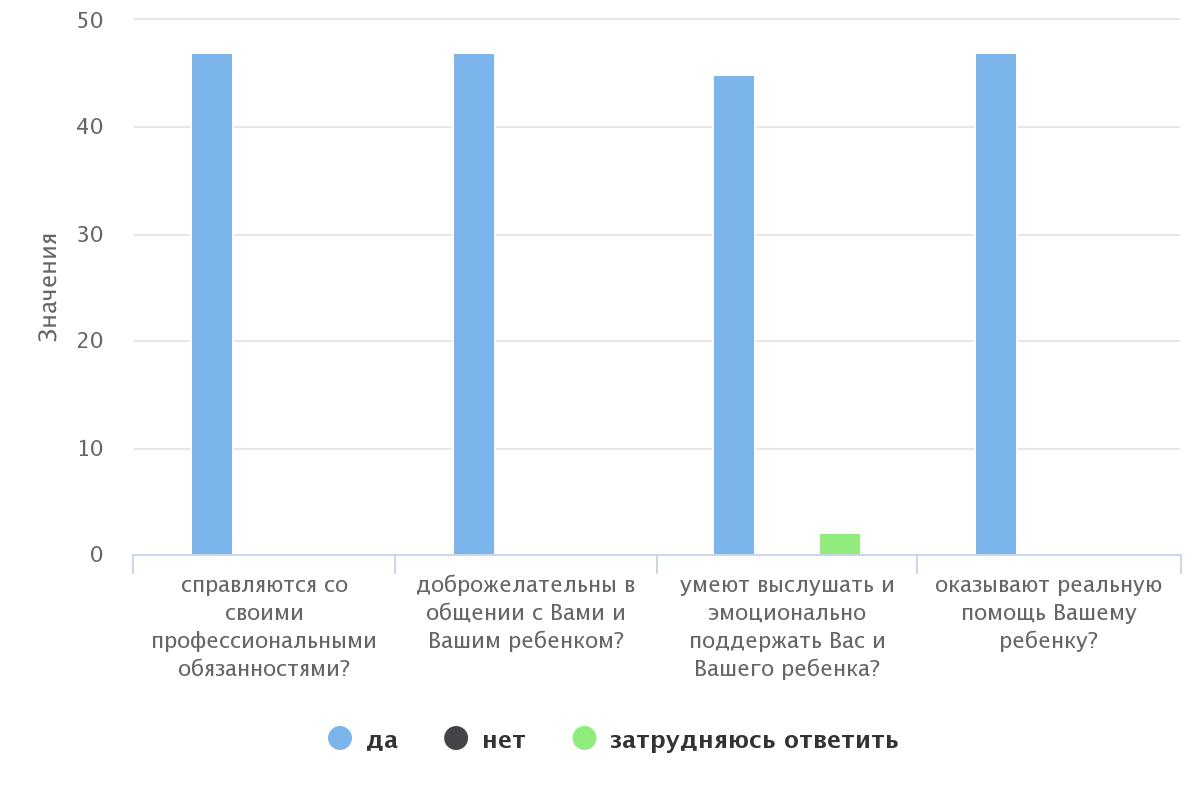 50
40
30
20
10
0
Значения
справляются со
своими
профессиональными
обязанностями?
доброжелательны в
общении с Вами и
Вашим ребенком?
умеют выслушать и
эмоционально
поддержать Вас и
Вашего ребенка?
оказывают реальную
помощь Вашему
ребенку?
да
нет
затрудняюсь ответить